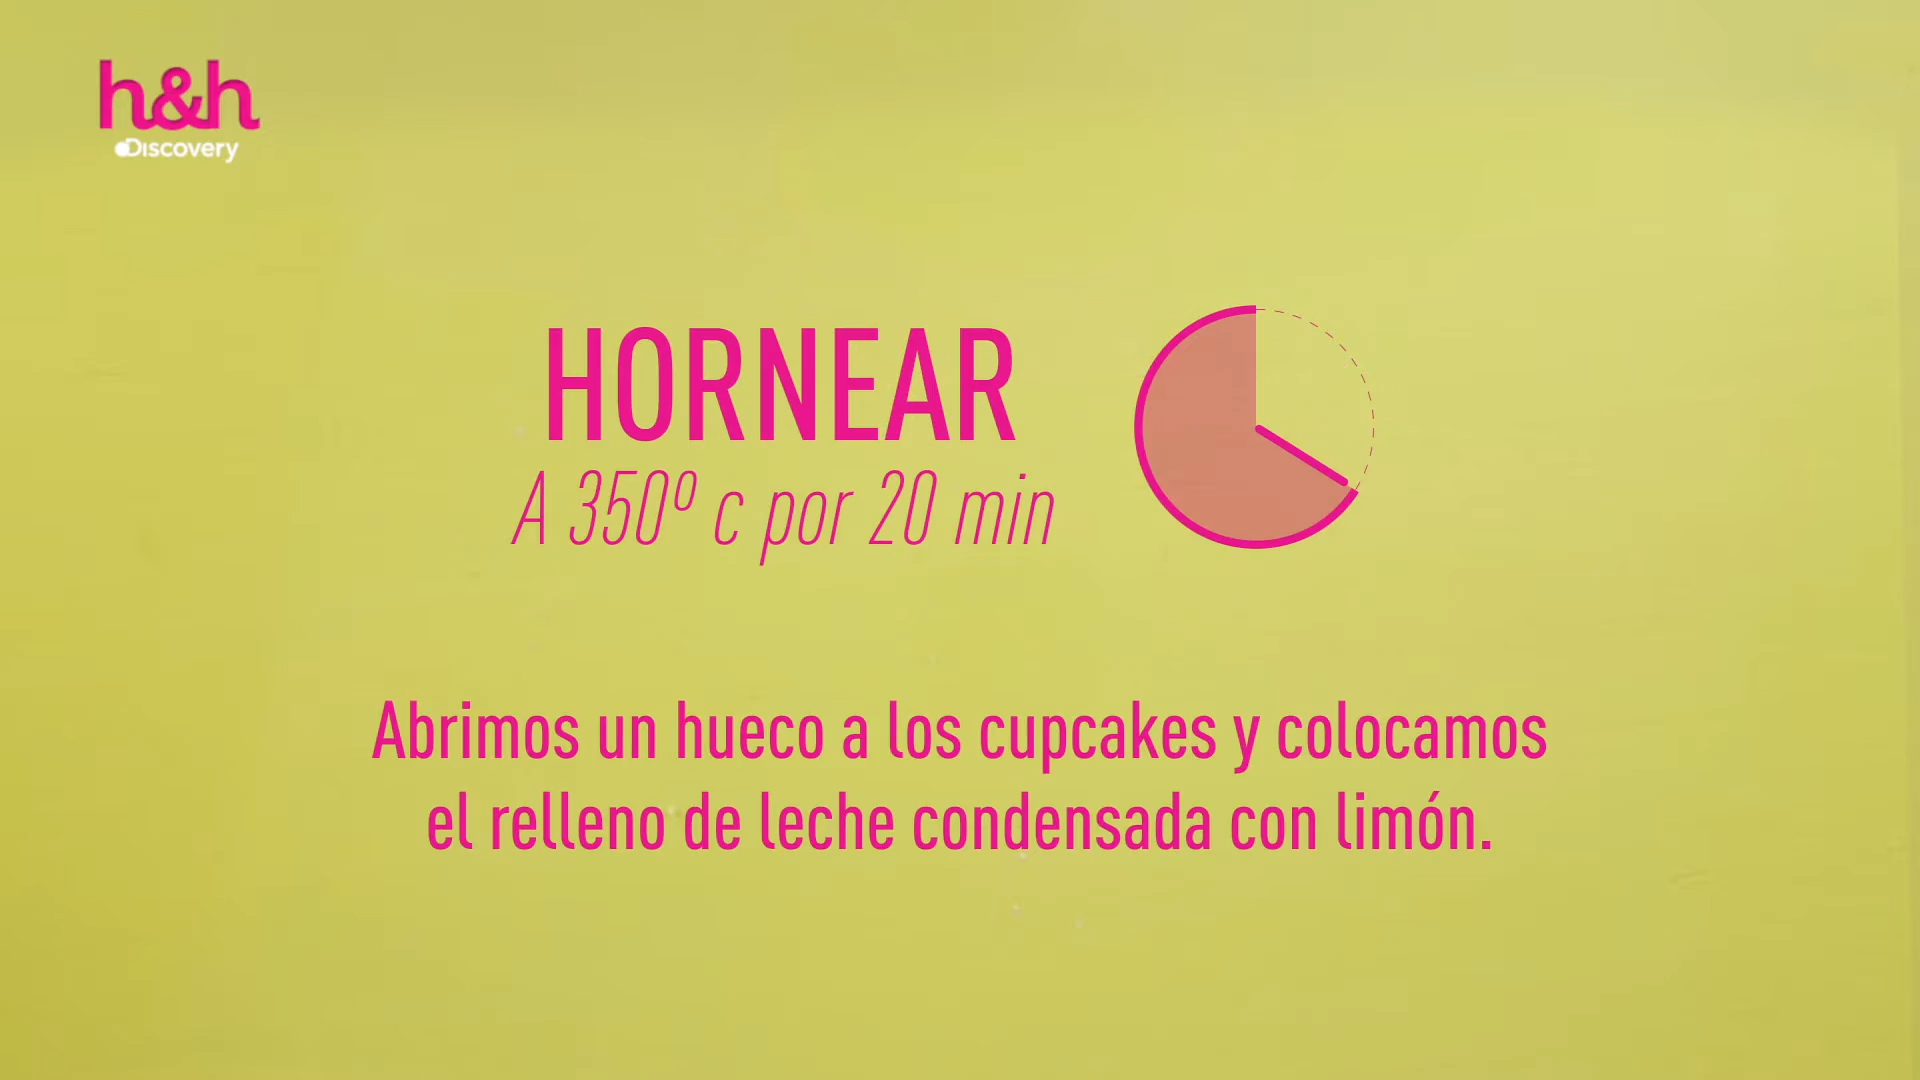 h&h
Discovery
HORNEAR
A 350º c por 20 min
Abrimos un hueco a los cupcakes y colocamos
el relleno de leche condensada con limón.